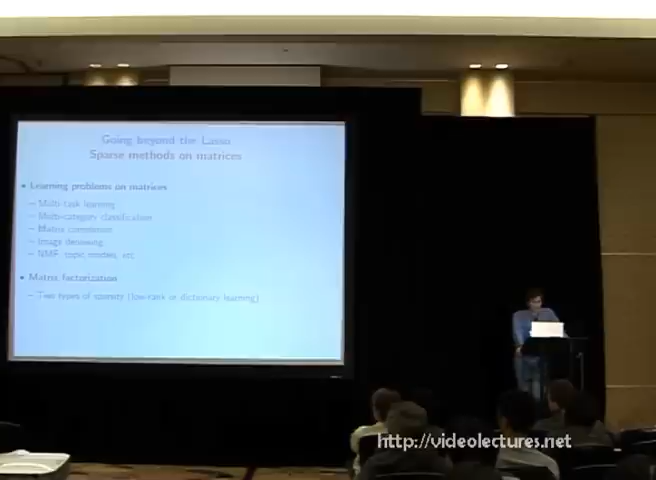 Going beyond the Lasso
Sparse methods on matrices
• Learning problems on matrices
– Multi-task learning
– Multi-category classification
– Matrix completion
– Image denoising
– NMF, topic models, etc.
• Matrix factorization
– Two types of sparsity (low-rank or dictionary learning)
http://videolectures.net